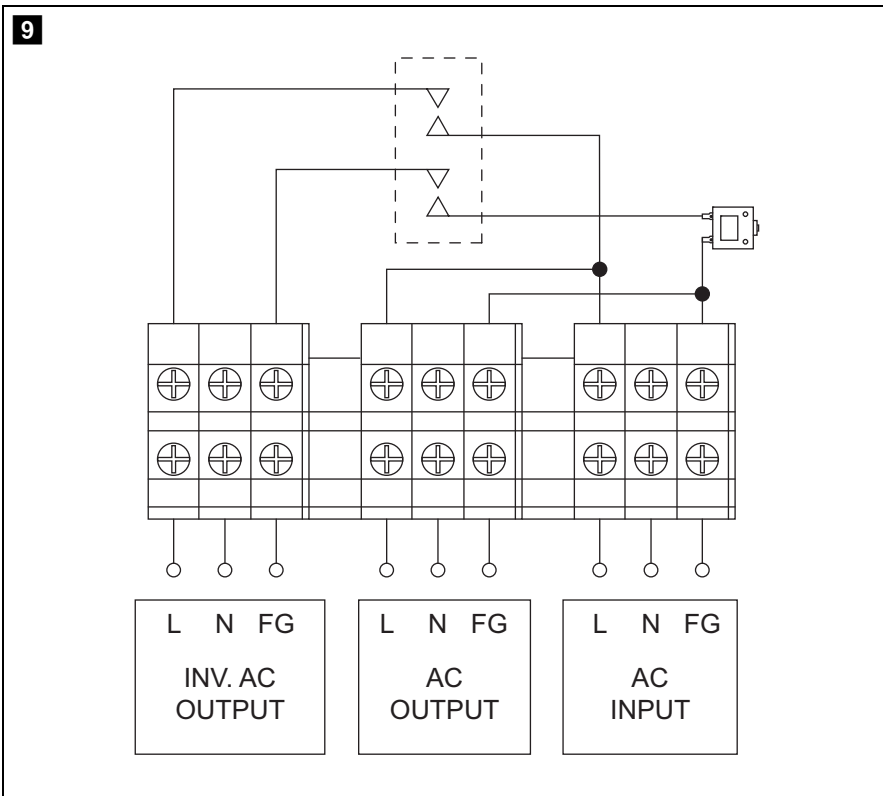 9
L N FG
INV. AC
OUTPUT
L N FG
AC
OUTPUT
L N FG
AC
INPUT